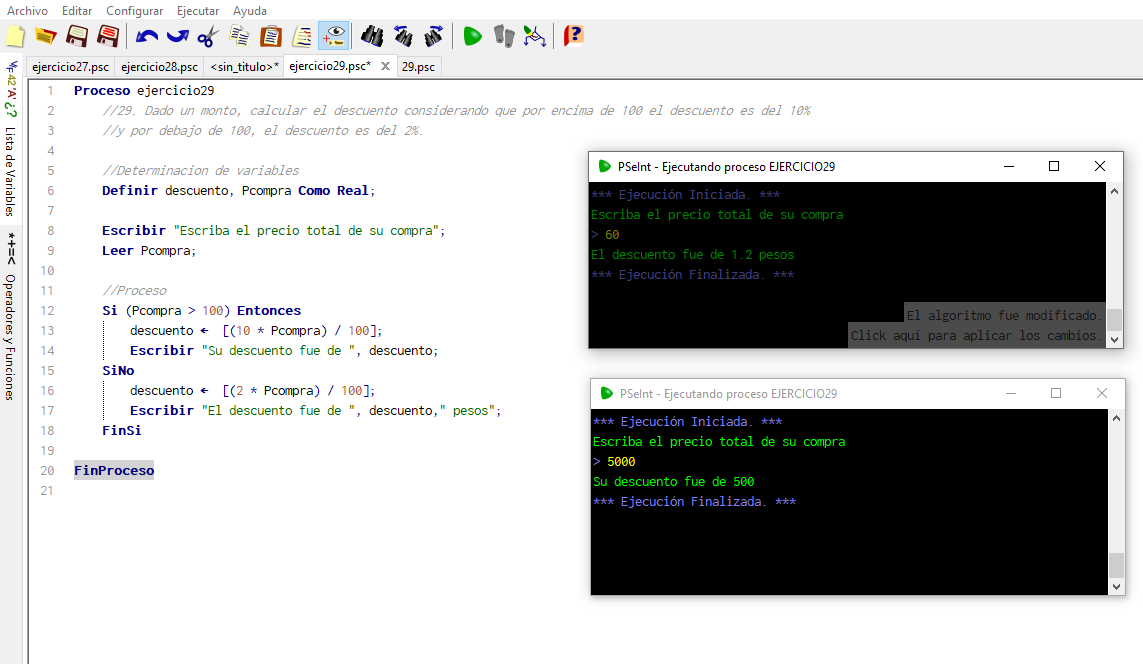 Archivo Editar Configurar Ejecutar Ayuda
ejercicio27.psc ejercicio28.psc <sin_titulo>* ejercicio29.psc* 29.psc
42 'A' ¿? Lista de Variables
*+=< Operadores y Funciones
1 Proceso ejercicio29
2 //29. Dado un monto, calcular el descuento considerando que por encima de 100 el descuento es del 10%
3 //y por debajo de 100, el descuento es del 2%.
4
5 //Determinacion de variables
6 Definir descuento, Pcompra Como Real;
7
8 Escribir "Escriba el precio total de su compra";
9 Leer Pcompra;
10
11 //Proceso
12 Si (Pcompra > 100) Entonces
13 descuento ← [(10 * Pcompra) / 100];
14 Escribir "Su descuento fue de ", descuento;
15 SiNo
16 descuento ← [(2 * Pcompra) / 100];
17 Escribir "El descuento fue de ", descuento," pesos";
18 FinSi
19
20 FinProceso
21
PSeInt - Ejecutando proceso EJERCICIO29
*** Ejecución Iniciada. ***
Escriba el precio total de su compra
> 60
El descuento fue de 1.2 pesos
*** Ejecución Finalizada. ***
El algoritmo fue modificado.
Click aquí para aplicar los cambios.
PSeInt - Ejecutando proceso EJERCICIO29
*** Ejecución Iniciada. ***
Escriba el precio total de su compra
> 5000
Su descuento fue de 500
*** Ejecución Finalizada. ***